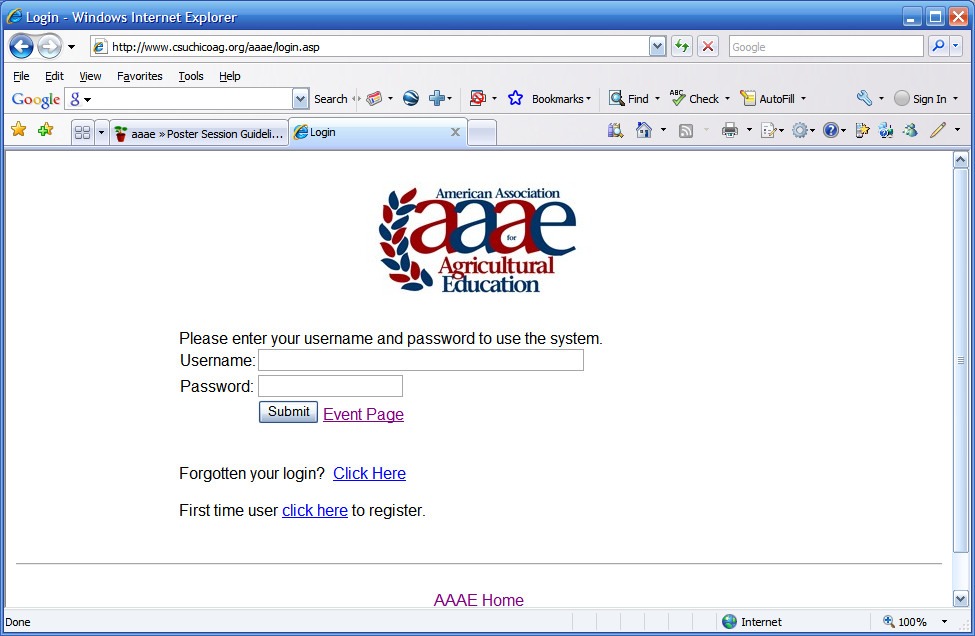 Login - Windows Internet Explorer
http://www.csuchicoag.org/aaae/login.asp
Google
File Edit View Favorites Tools Help
Google g Search Bookmarks Find ABC Check AutoFill Sign In
aaae » Poster Session Guideli... Login
American Association
aaae
for
Agricultural
Education
Please enter your username and password to use the system.
Username:
Password:
Submit Event Page
Forgotten your login? Click Here
First time user click here to register.
AAAE Home
Done Internet 100%